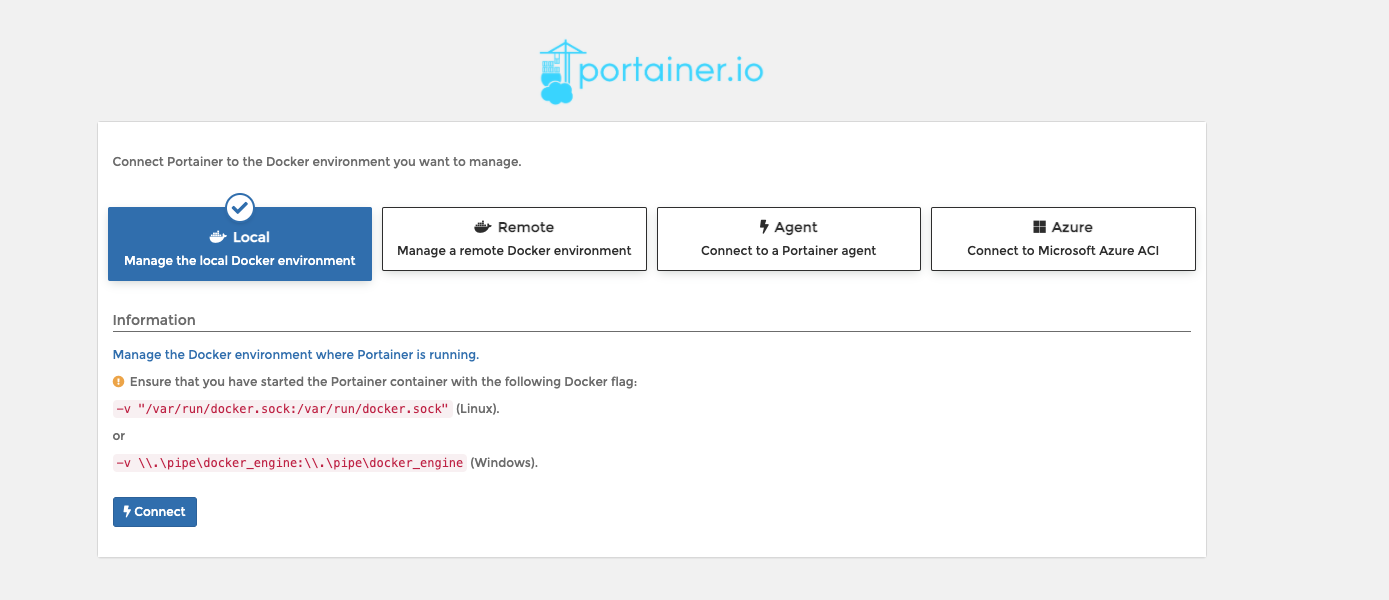 portainer.io
Connect Portainer to the Docker environment you want to manage.
Local
Manage the local Docker environment
Remote
Manage a remote Docker environment
Agent
Connect to a Portainer agent
Azure
Connect to Microsoft Azure ACI
Information
Manage the Docker environment where Portainer is running.
Ensure that you have started the Portainer container with the following Docker flag:
-v "/var/run/docker.sock:/var/run/docker.sock" (Linux).
or
-v \\.\pipe\docker_engine:\\.\pipe\docker_engine (Windows).
Connect